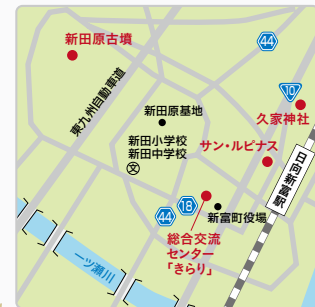 新田原古墳
44
東九州自動車道
10
新田原基地
久家神社
新田小学校
新田中学校
文
サン・ルピナス
日向新富駅
18
44
新富町役場
総合交流
センター
「きらり」
一ツ瀬川